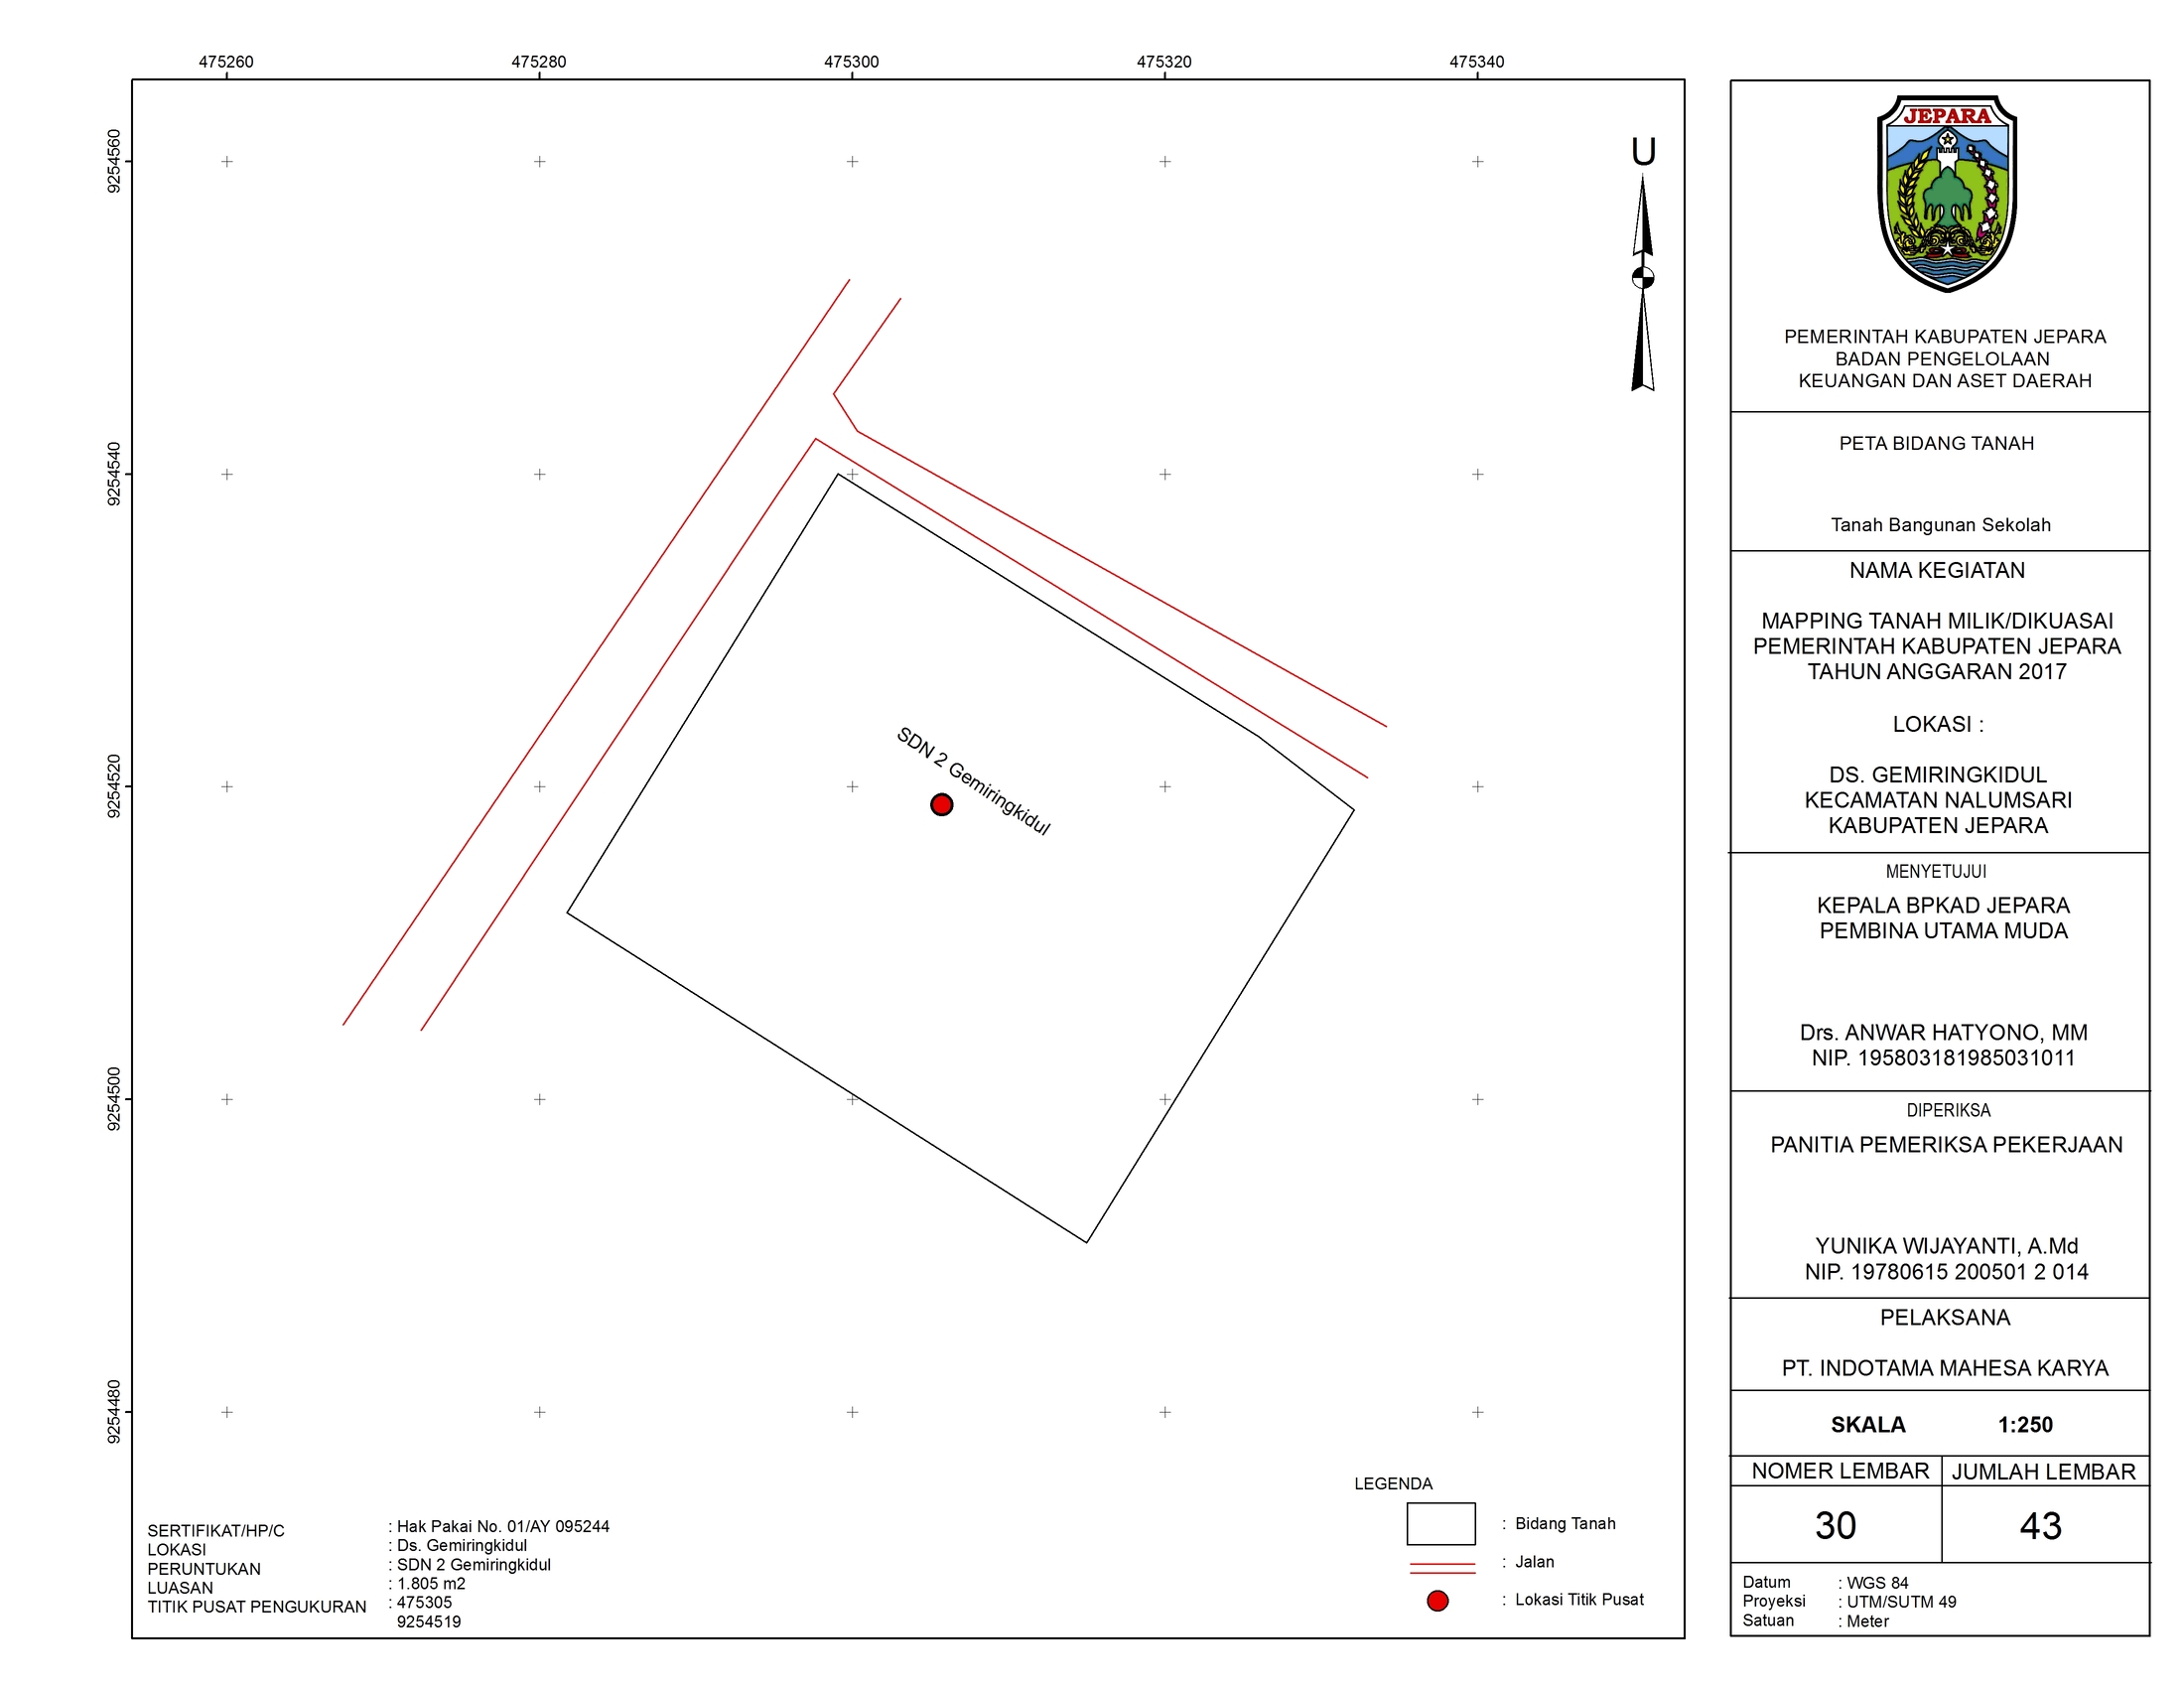 475260 475280 475300 475320 475340
9254560
9254540
9254520
9254500
9254480
U
SDN 2 Gemiringkidul
LEGENDA
: Bidang Tanah
: Jalan
: Lokasi Titik Pusat
SERTIFIKAT/HP/C : Hak Pakai No. 01/AY 095244
LOKASI : Ds. Gemiringkidul
PERUNTUKAN : SDN 2 Gemiringkidul
LUASAN : 1.805 m2
TITIK PUSAT PENGUKURAN : 475305
9254519
JEPARA
PEMERINTAH KABUPATEN JEPARA
BADAN PENGELOLAAN
KEUANGAN DAN ASET DAERAH
PETA BIDANG TANAH
Tanah Bangunan Sekolah
NAMA KEGIATAN
MAPPING TANAH MILIK/DIKUASAI
PEMERINTAH KABUPATEN JEPARA
TAHUN ANGGARAN 2017
LOKASI :
DS. GEMIRINGKIDUL
KECAMATAN NALUMSARI
KABUPATEN JEPARA
MENYETUJUI
KEPALA BPKAD JEPARA
PEMBINA UTAMA MUDA
Drs. ANWAR HATYONO, MM
NIP. 195803181985031011
DIPERIKSA
PANITIA PEMERIKSA PEKERJAAN
YUNIKA WIJAYANTI, A.Md
NIP. 19780615 200501 2 014
PELAKSANA
PT. INDOTAMA MAHESA KARYA
SKALA 1:250
NOMER LEMBAR JUMLAH LEMBAR
30 43
Datum : WGS 84
Proyeksi : UTM/SUTM 49
Satuan : Meter